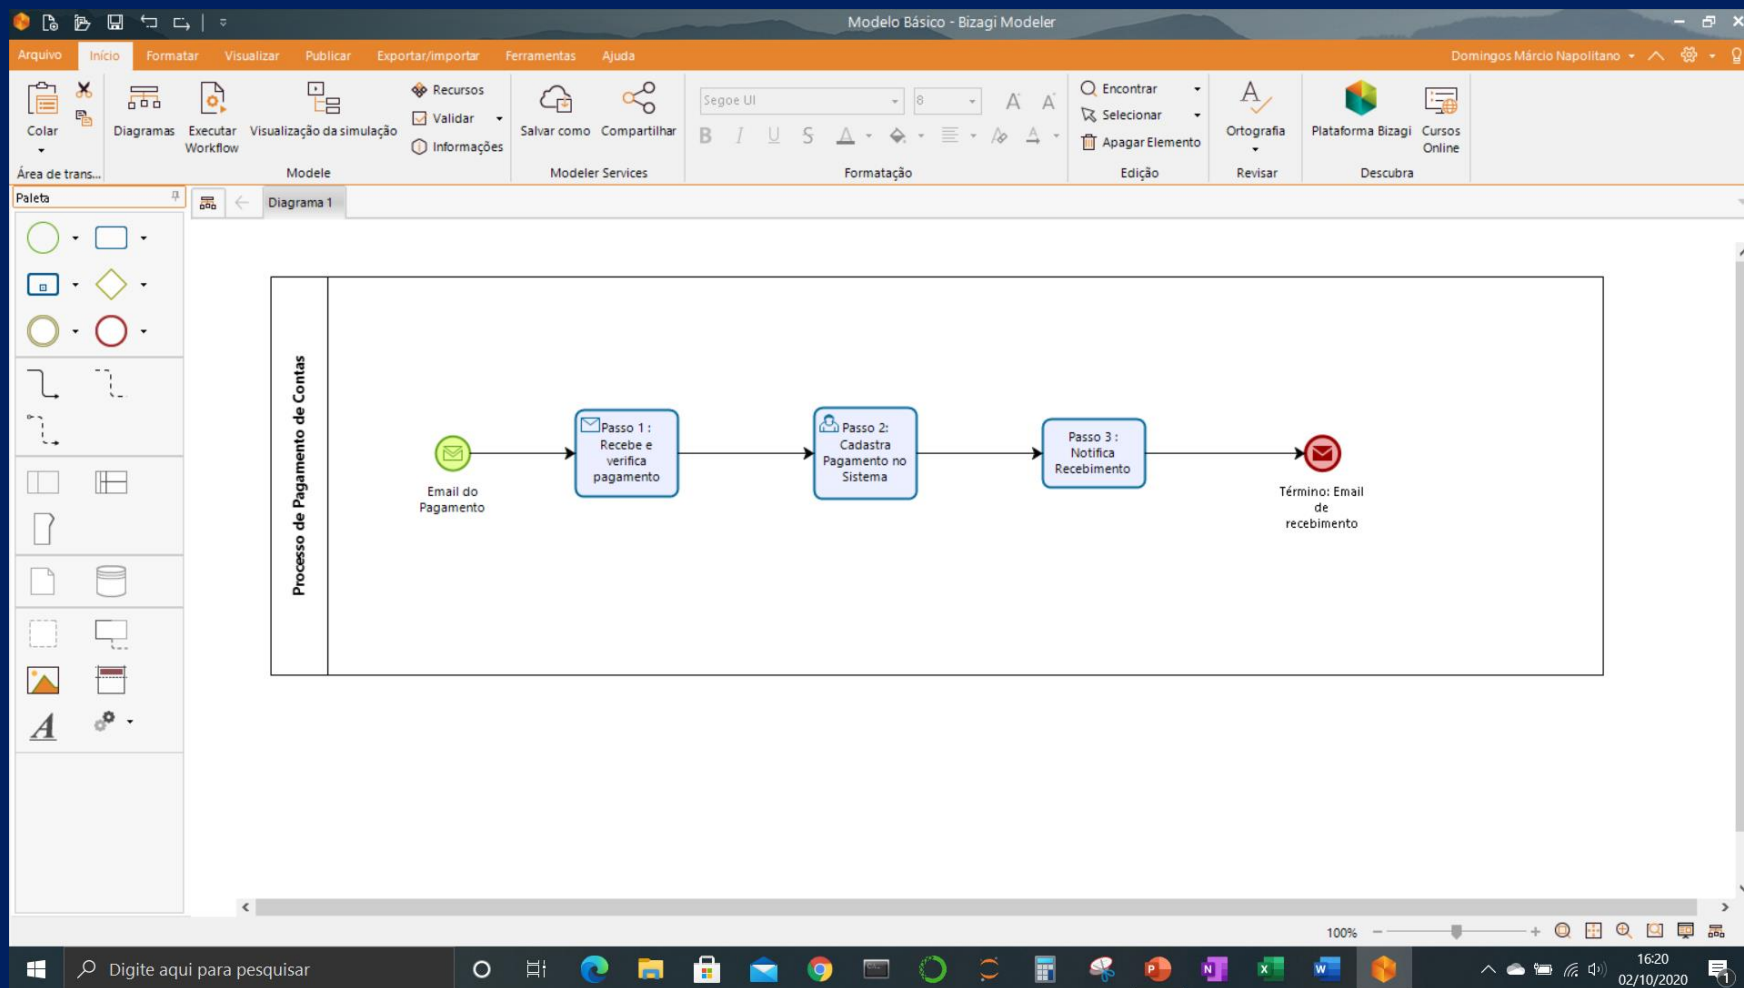 Modelo Básico - Bizagi Modeler
Arquivo Início Formatar Visualizar Publicar Exportar/importar Ferramentas Ajuda Domingos Márcio Napolitano
Colar
Diagramas
Executar
Workflow
Visualização da simulação
Recursos
Validar
Informações
Salvar como
Compartilhar
Segoe UI 8
A A
B I U S A A
Encontrar
Selecionar
Apagar Elemento
Ortografia
Plataforma Bizagi
Cursos
Online
Área de trans... Modele Modeler Services Formatação Edição Revisar Descubra
Paleta
Diagrama 1
Processo de Pagamento de Contas
Email do
Pagamento
Passo 1 :
Recebe e
verifica
pagamento
Passo 2:
Cadastra
Pagamento no
Sistema
Passo 3 :
Notifica
Recebimento
Término: Email
de
recebimento
A
100%
Digite aqui para pesquisar
16:20
02/10/2020
1